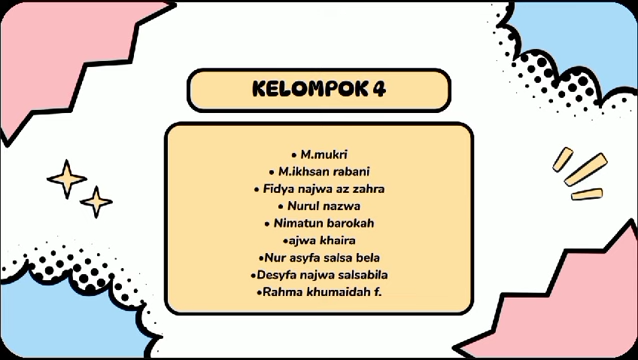 KELOMPOK 4
• M.mukri
• M.ikhsan rabani
• Fidya najwa az zahra
• Nurul nazwa
• Nimatun barokah
•ajwa khaira
•Nur asyfa salsa bela
•Desyfa najwa salsabila
•Rahma khumaidah f.